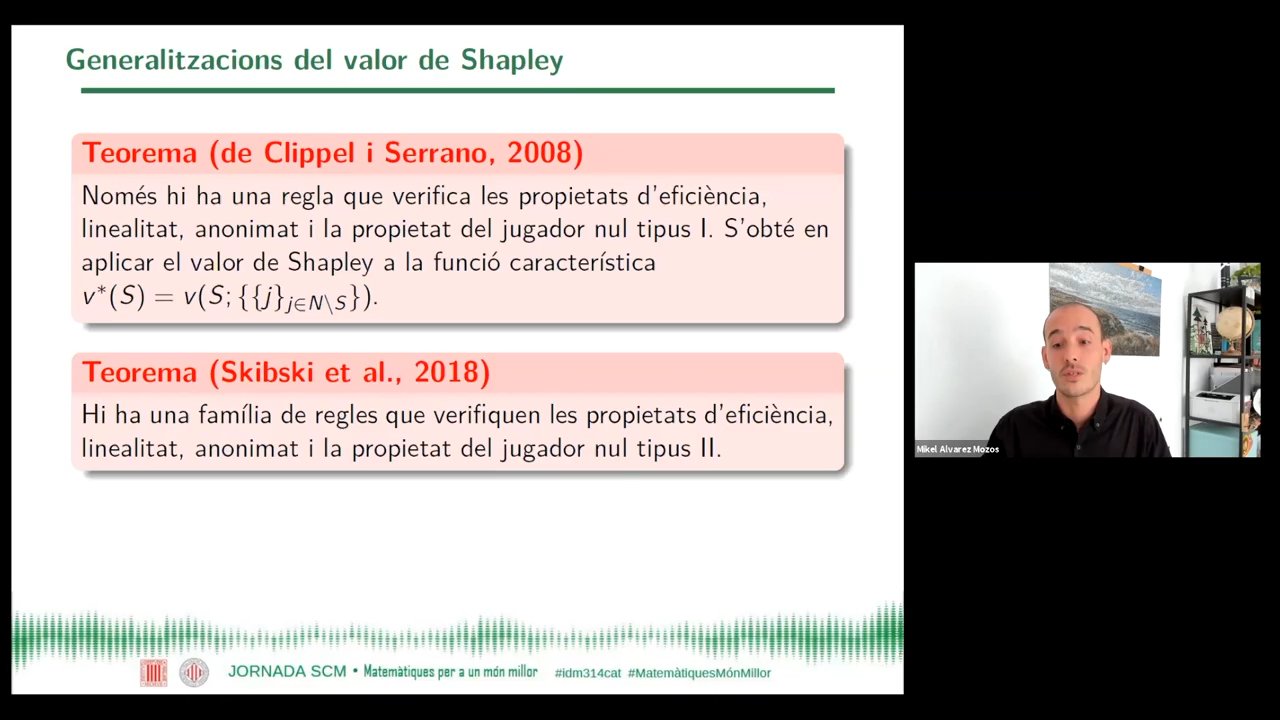 Generalitzacions del valor de Shapley
Teorema (de Clippel i Serrano, 2008)
Només hi ha una regla que verifica les propietats d'eficiència,
linealitat, anonimat i la propietat del jugador nul tipus I. S'obté en
aplicar el valor de Shapley a la funció característica
v*(S) = v(S; {{j}_{j∈N\S}}).
Teorema (Skibski et al., 2018)
Hi ha una família de regles que verifiquen les propietats d'eficiència,
linealitat, anonimat i la propietat del jugador nul tipus II.
Mikel Alvarez Mozos
JORNADA SCM • Matemàtiques per a un món millor #idm314cat #MatemàtiquesMónMillor